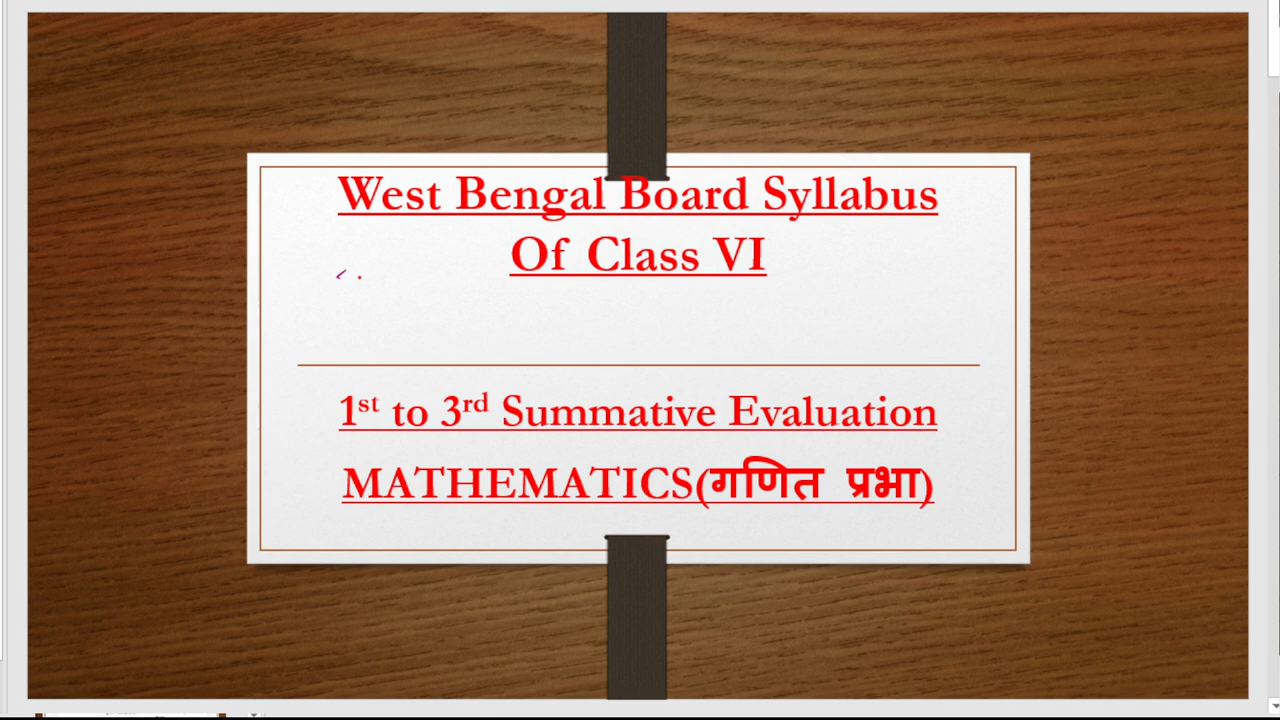 West Bengal Board Syllabus
Of Class VI
1st to 3rd Summative Evaluation
MATHEMATICS(गणित प्रभा)